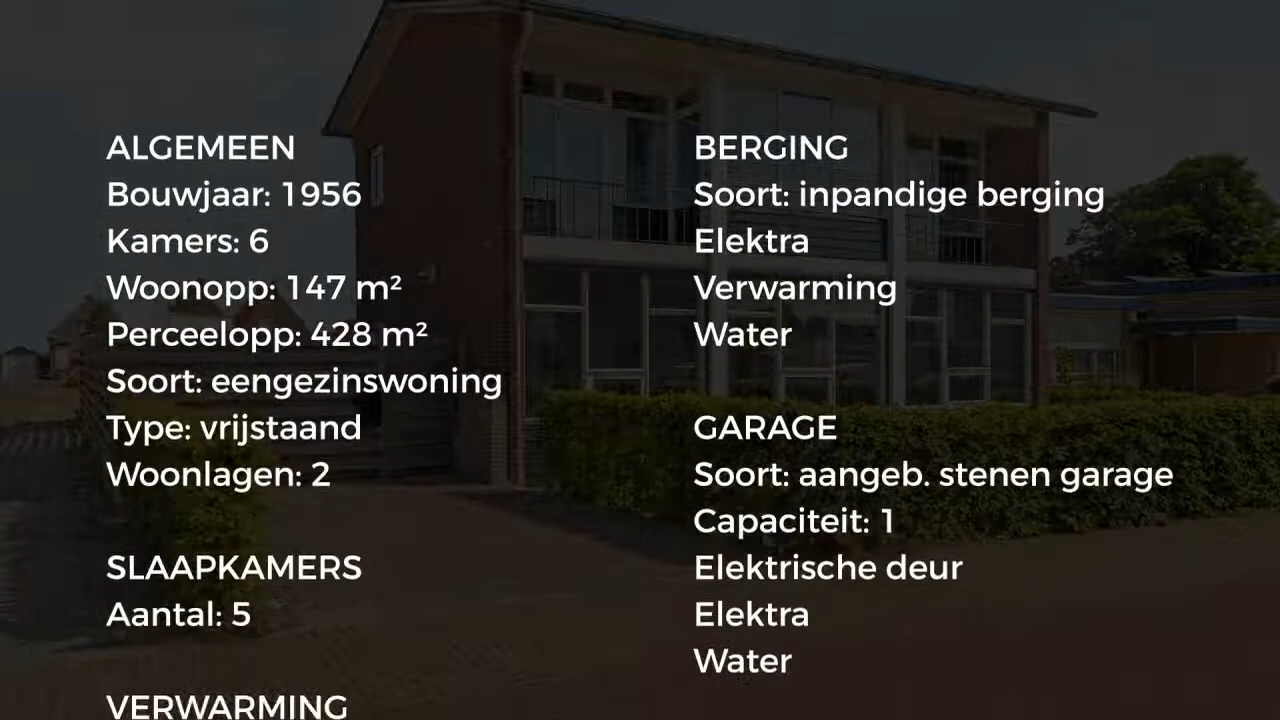 ALGEMEEN
Bouwjaar: 1956
Kamers: 6
Woonopp: 147 m²
Perceelopp: 428 m²
Soort: eengezinswoning
Type: vrijstaand
Woonlagen: 2
SLAAPKAMERS
Aantal: 5
VERWARMING
BERGING
Soort: inpandige berging
Elektra
Verwarming
Water
GARAGE
Soort: aangeb. stenen garage
Capaciteit: 1
Elektrische deur
Elektra
Water